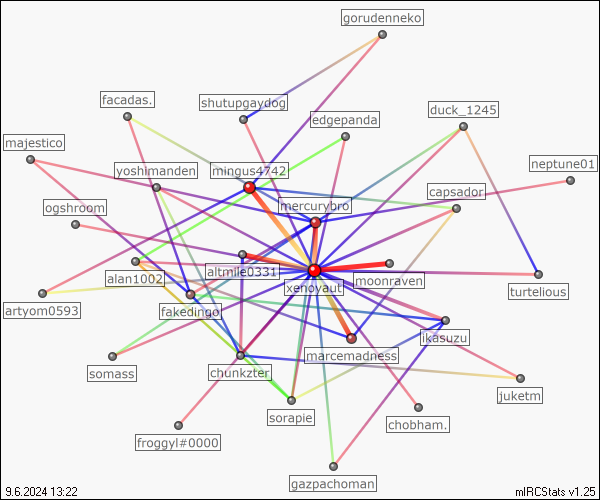 gorudenneko
facadas.
shutupgaydog
duck_1245
edgepanda
majestico
yoshimanden
mingus4742
neptune01
capsador
ogshroom
mercurybro
altmile0331
alan1002
moonraven
xenoyaut
turtelious
artyom0593
fakedingo.
ikasuzu
marcemadness
somass
chunkzter
juketm
sorapie
chobham.
froggyl#0000
gazpachoman
9.6.2024 13:22
mIRCStats v1.25